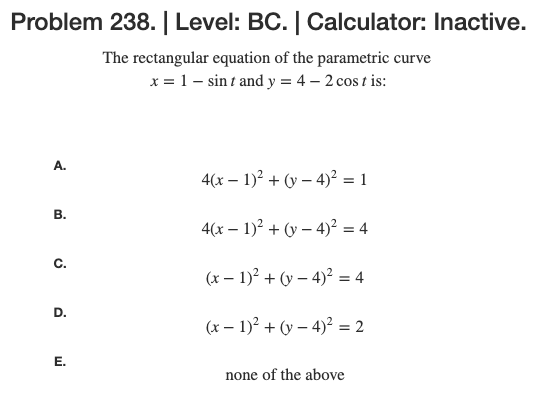 Problem 238. | Level: BC. | Calculator: Inactive.
The rectangular equation of the parametric curve
x = 1 − sin t and y = 4 − 2 cos t is:
A.
4(x − 1)² + (y − 4)² = 1
B.
4(x − 1)² + (y − 4)² = 4
C.
(x − 1)² + (y − 4)² = 4
D.
(x − 1)² + (y − 4)² = 2
E.
none of the above